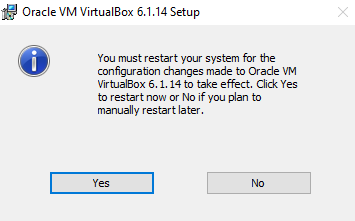 Oracle VM VirtualBox 6.1.14 Setup
You must restart your system for the
configuration changes made to Oracle VM
VirtualBox 6.1.14 to take effect. Click Yes
to restart now or No if you plan to
manually restart later.
Yes
No